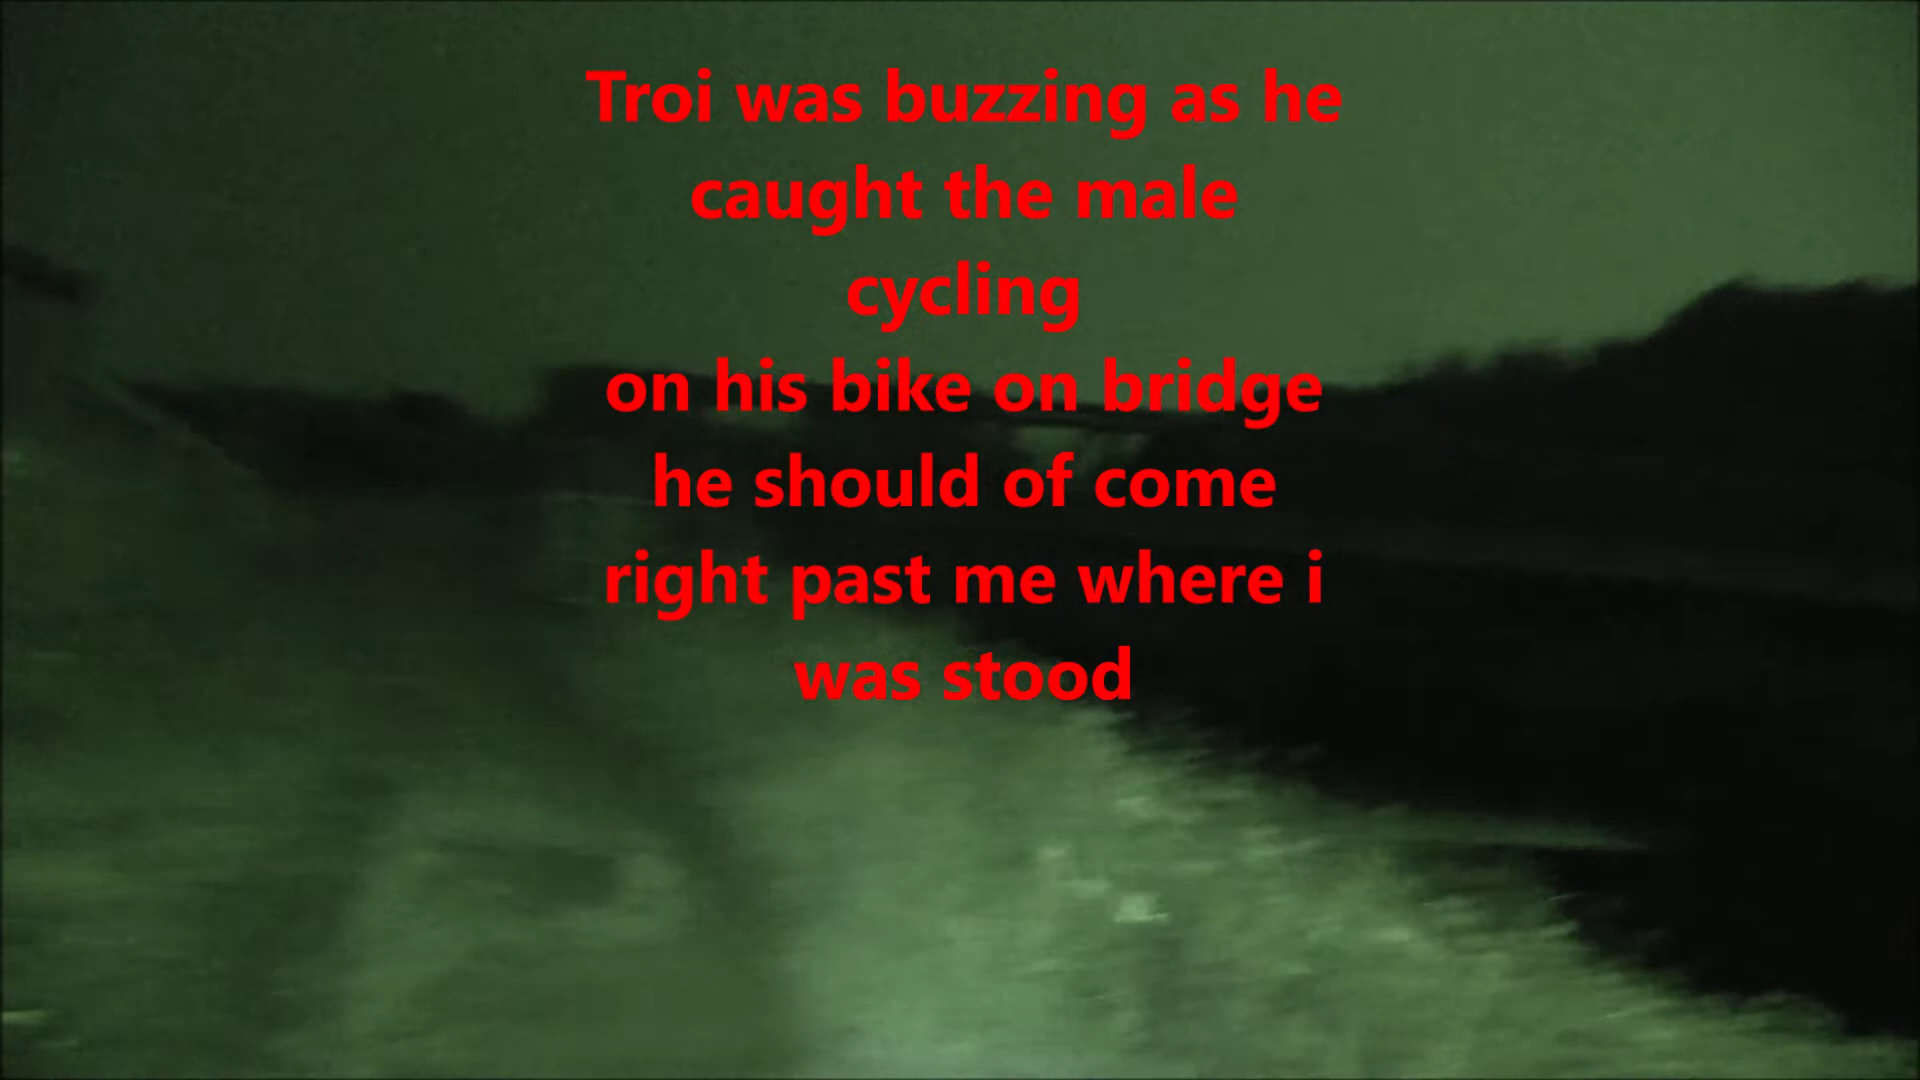 Troi was buzzing as he
caught the male
cycling
on his bike on bridge
he should of come
right past me where i
was stood